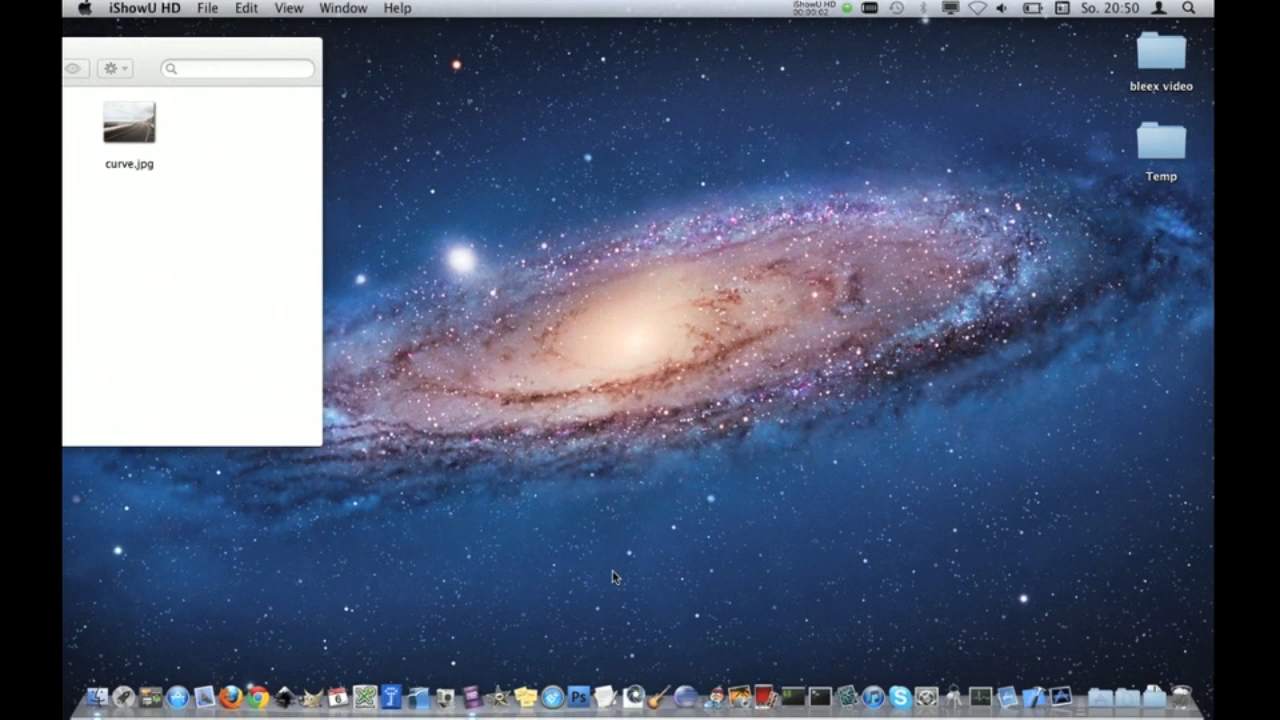 iShowU HD File Edit View Window Help
iShowU HD
00:00:02
So. 20:50
bleex video
Temp
curve.jpg
Ps